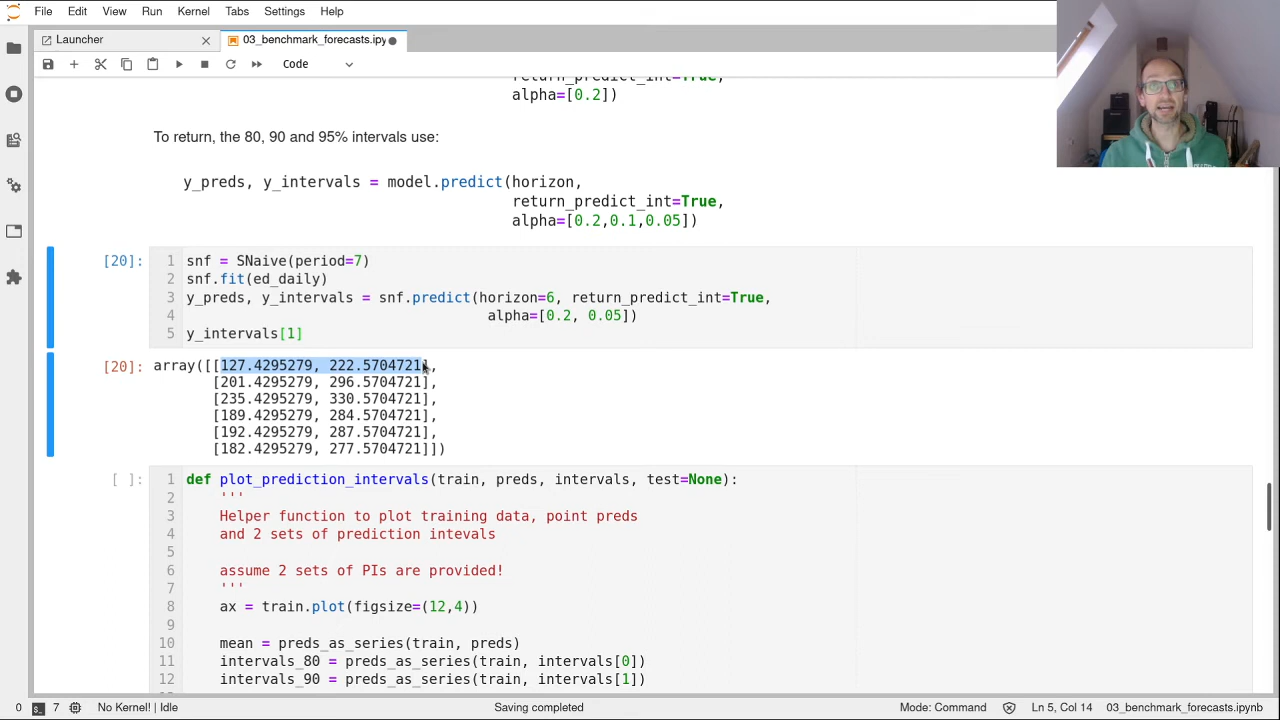 File Edit View Run Kernel Tabs Settings Help
Launcher
03_benchmark_forecasts.ipy
Code
return_predict_int=True,
alpha=[0.2])
To return, the 80, 90 and 95% intervals use:
y_preds, y_intervals = model.predict(horizon,
return_predict_int=True,
alpha=[0.2,0.1,0.05])
[20]:
1 snf = SNaive(period=7)
2 snf.fit(ed_daily)
3 y_preds, y_intervals = snf.predict(horizon=6, return_predict_int=True,
4 alpha=[0.2, 0.05])
5 y_intervals[1]
[20]: array([[127.4295279, 222.5704721],
[201.4295279, 296.5704721],
[235.4295279, 330.5704721],
[189.4295279, 284.5704721],
[192.4295279, 287.5704721],
[182.4295279, 277.5704721]])
[ ]:
1 def plot_prediction_intervals(train, preds, intervals, test=None):
2 '''
3 Helper function to plot training data, point preds
4 and 2 sets of prediction intevals
5
6 assume 2 sets of PIs are provided!
7 '''
8 ax = train.plot(figsize=(12,4))
9
10 mean = preds_as_series(train, preds)
11 intervals_80 = preds_as_series(train, intervals[0])
12 intervals_90 = preds_as_series(train, intervals[1])
0 7 No Kernel! | Idle Saving completed Mode: Command Ln 5, Col 14 03_benchmark_forecasts.ipynb